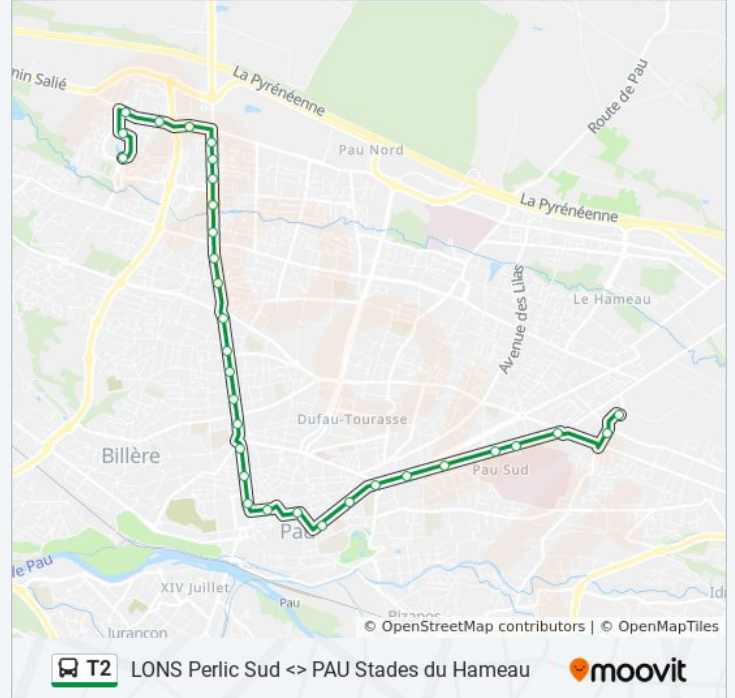 nin Salié
La Pyrénéenne
Route de Pau
Pau Nord
La Pyrénéenne
Avenue des Lilas
Le Hameau
Dufau-Tourasse
Billère
Pau Sud
Pau
de Pau
XIV Juillet
Pau
Bizanos
Jurançon
© OpenStreetMap contributors | © OpenMapTiles
T2 LONS Perlic Sud <> PAU Stades du Hameau moovit